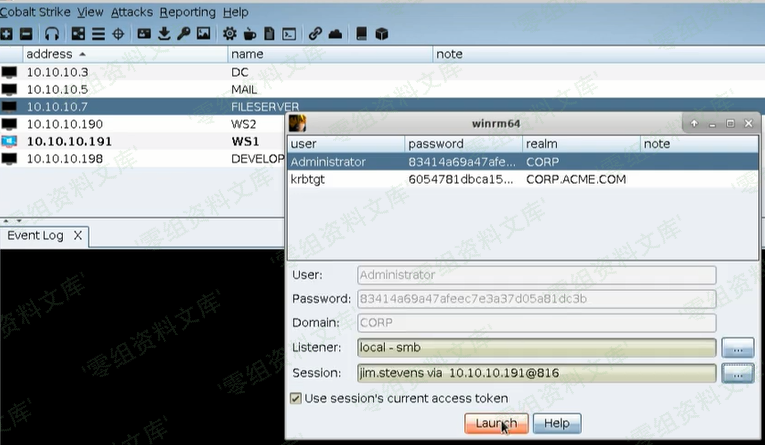 Cobalt Strike View Attacks Reporting Help
address name note
10.10.10.3 DC
10.10.10.5 MAIL
10.10.10.7 FILESERVER
10.10.10.190 WS2
10.10.10.191 WS1
10.10.10.198 DEVELOP
winrm64
user password realm note
Administrator 83414a69a47afe... CORP
krbtgt 6054781dbca15... CORP.ACME.COM
Event Log X
User: Administrator
Password: 83414a69a47afeec7e3a37d05a81dc3b
Domain: CORP
Listener: local - smb ...
Session: jim.stevens via 10.10.10.191@816 ...
Use session's current access token
Launch Help
'零组资料文库'